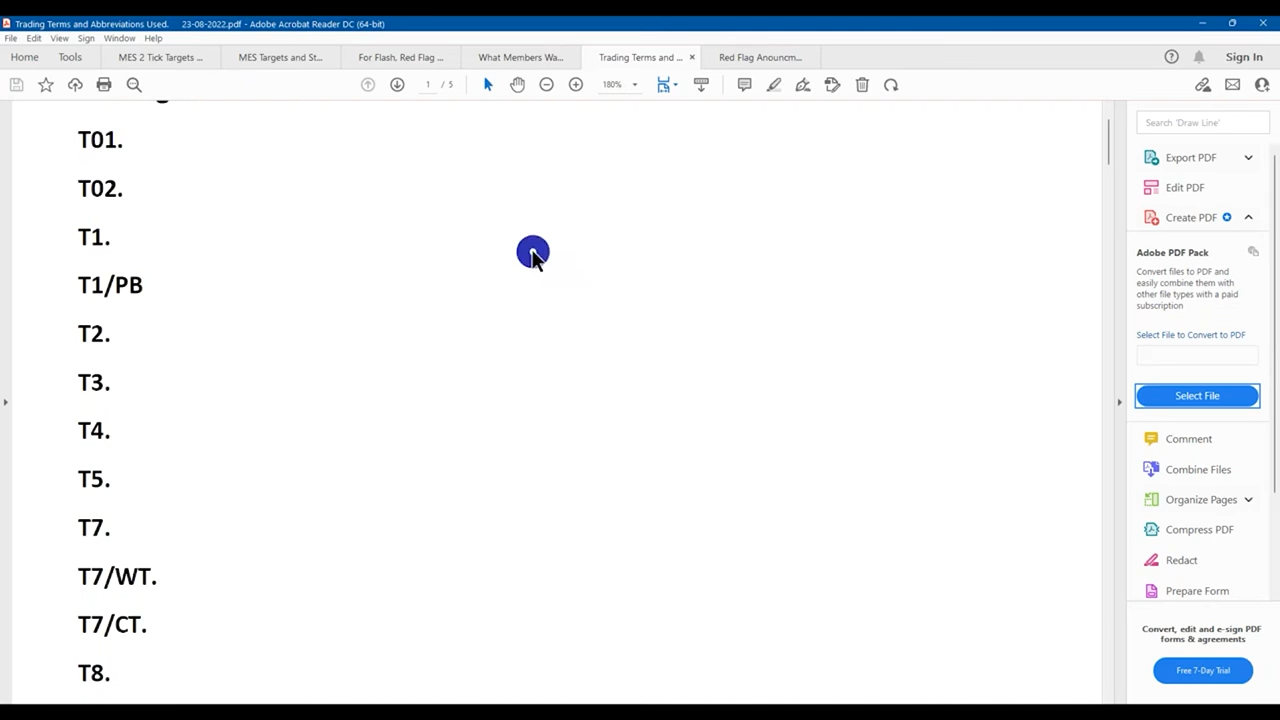 Trading Terms and Abbreviations Used. 23-08-2022.pdf - Adobe Acrobat Reader DC (64-bit)
File Edit View Sign Window Help
Home Tools MES 2 Tick Targets ... MES Targets and St... For Flash, Red Flag ... What Members Wa... Trading Terms and ... × Red Flag Anouncm... Sign In
1 / 5 180%
T01.
T02.
T1.
T1/PB
T2.
T3.
T4.
T5.
T7.
T7/WT.
T7/CT.
T8.
Search 'Draw Line'
Export PDF
Edit PDF
Create PDF
Adobe PDF Pack
Convert files to PDF and
easily combine them with
other file types with a paid
subscription
Select File to Convert to PDF
Select File
Comment
Combine Files
Organize Pages
Compress PDF
Redact
Prepare Form
Convert, edit and e-sign PDF
forms & agreements
Free 7-Day Trial